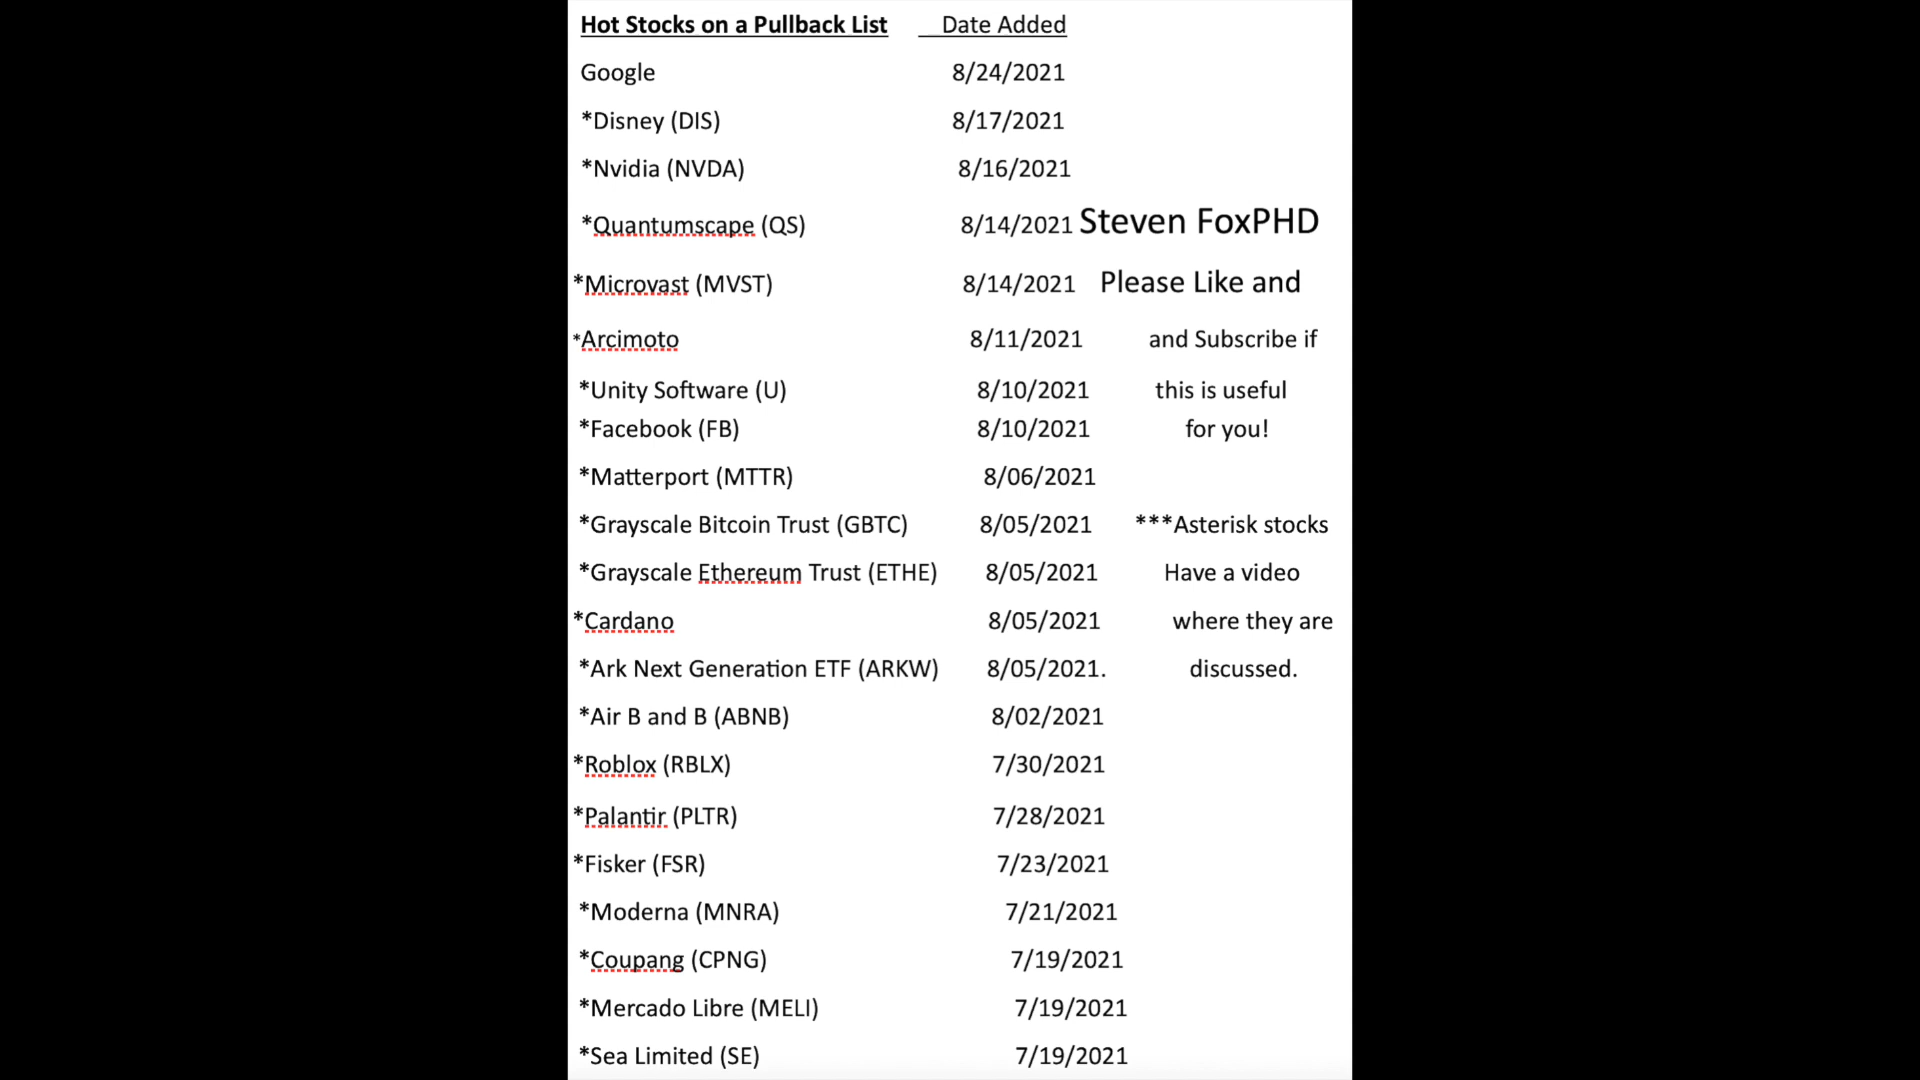 Hot Stocks on a Pullback List Date Added
Google 8/24/2021
*Disney (DIS) 8/17/2021
*Nvidia (NVDA) 8/16/2021
*Quantumscape (QS) 8/14/2021 Steven FoxPHD
*Microvast (MVST) 8/14/2021 Please Like and
*Arcimoto 8/11/2021 and Subscribe if
*Unity Software (U) 8/10/2021 this is useful
*Facebook (FB) 8/10/2021 for you!
*Matterport (MTTR) 8/06/2021
*Grayscale Bitcoin Trust (GBTC) 8/05/2021 ***Asterisk stocks
*Grayscale Ethereum Trust (ETHE) 8/05/2021 Have a video
*Cardano 8/05/2021 where they are
*Ark Next Generation ETF (ARKW) 8/05/2021. discussed.
*Air B and B (ABNB) 8/02/2021
*Roblox (RBLX) 7/30/2021
*Palantir (PLTR) 7/28/2021
*Fisker (FSR) 7/23/2021
*Moderna (MNRA) 7/21/2021
*Coupang (CPNG) 7/19/2021
*Mercado Libre (MELI) 7/19/2021
*Sea Limited (SE) 7/19/2021